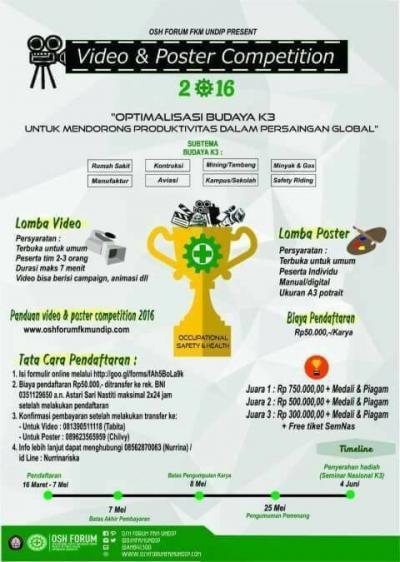 OSH FORUM FKM UNDIP PRESENT
Video & Poster Competition
2016
"OPTIMALISASI BUDAYA K3
UNTUK MENDORONG PRODUKTIVITAS DALAM PERSAINGAN GLOBAL"
SUBTEMA
BUDAYA K3 :
Rumah Sakit
Kontruksi
Mining/Tambang
Minyak & Gas
Manufaktur
Aviasi
Kampus/Sekolah
Safety Riding
Lomba Video
Persyaratan :
Terbuka untuk umum
Peserta tim 2-3 orang
Durasi maks 7 menit
Video bisa berisi campaign, animasi dll
Lomba Poster
Persyaratan :
Terbuka untuk umum
Peserta Individu
Manual/digital
Ukuran A3 potrait
Panduan video & poster competition 2016
www.oshforumfkmundip.com
OCCUPATIONAL
SAFETY & HEALTH
Biaya Pendaftaran
Rp50.000,-/Karya
Tata Cara Pendaftaran :
1. Isi formulir online melalui http://goo.gl/forms/fAh5BoLa9k
2. Biaya pendaftaran Rp50.000,- ditransfer ke rek. BNI
0351129650 a.n. Astari Sari Nastiti maksimal 2x24 jam
setelah melakukan pendaftaran
3. Konfirmasi pembayaran setelah melakukan transfer ke:
- Untuk Video : 081390511118 (Tabita)
- Untuk Poster : 089623565959 (Chilvy)
4. Info lebih lanjut dapat menghubungi 08562870063 (Nurrina) /
id Line : Nurrinariska
Juara 1 : Rp 750.000,00 + Medali & Piagam
Juara 2 : Rp 500.000,00 + Medali & Piagam
Juara 3 : Rp 300.000,00 + Medali & Piagam
+ Free tiket SemNas
Timeline
Pendaftaran
16 Maret - 7 Mei
Batas Pengumpulan Karya
8 Mei
Penyerahan hadiah
(Seminar Nasional K3)
4 Juni
7 Mei
Batas Akhir Pembayaran
25 Mei
Pengumuman Pemenang
OSH FORUM
OSH FKM UNDIP
WWW.OSHFORUMFKMUNDIP.COM